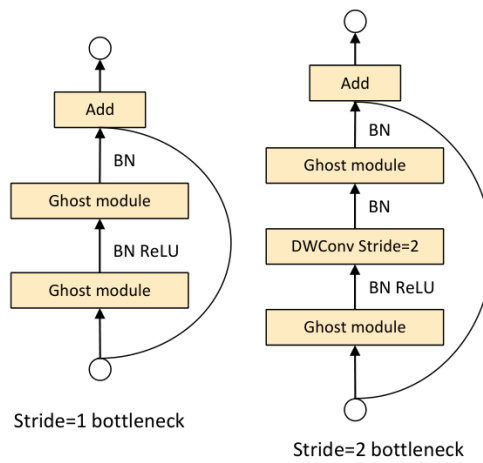 Add
BN
Ghost module
BN ReLU
Ghost module
Stride=1 bottleneck
Add
BN
Ghost module
BN
DWConv Stride=2
BN ReLU
Ghost module
Stride=2 bottleneck